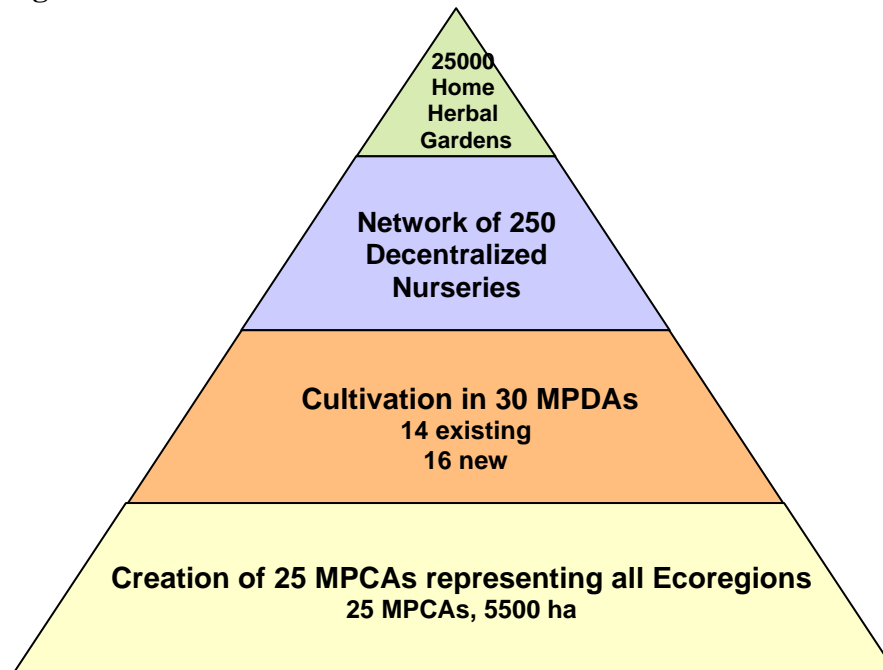 25000
Home
Herbal
Gardens
Network of 250
Decentralized
Nurseries
Cultivation in 30 MPDAs
14 existing
16 new
Creation of 25 MPCAs representing all Ecoregions
25 MPCAs, 5500 ha